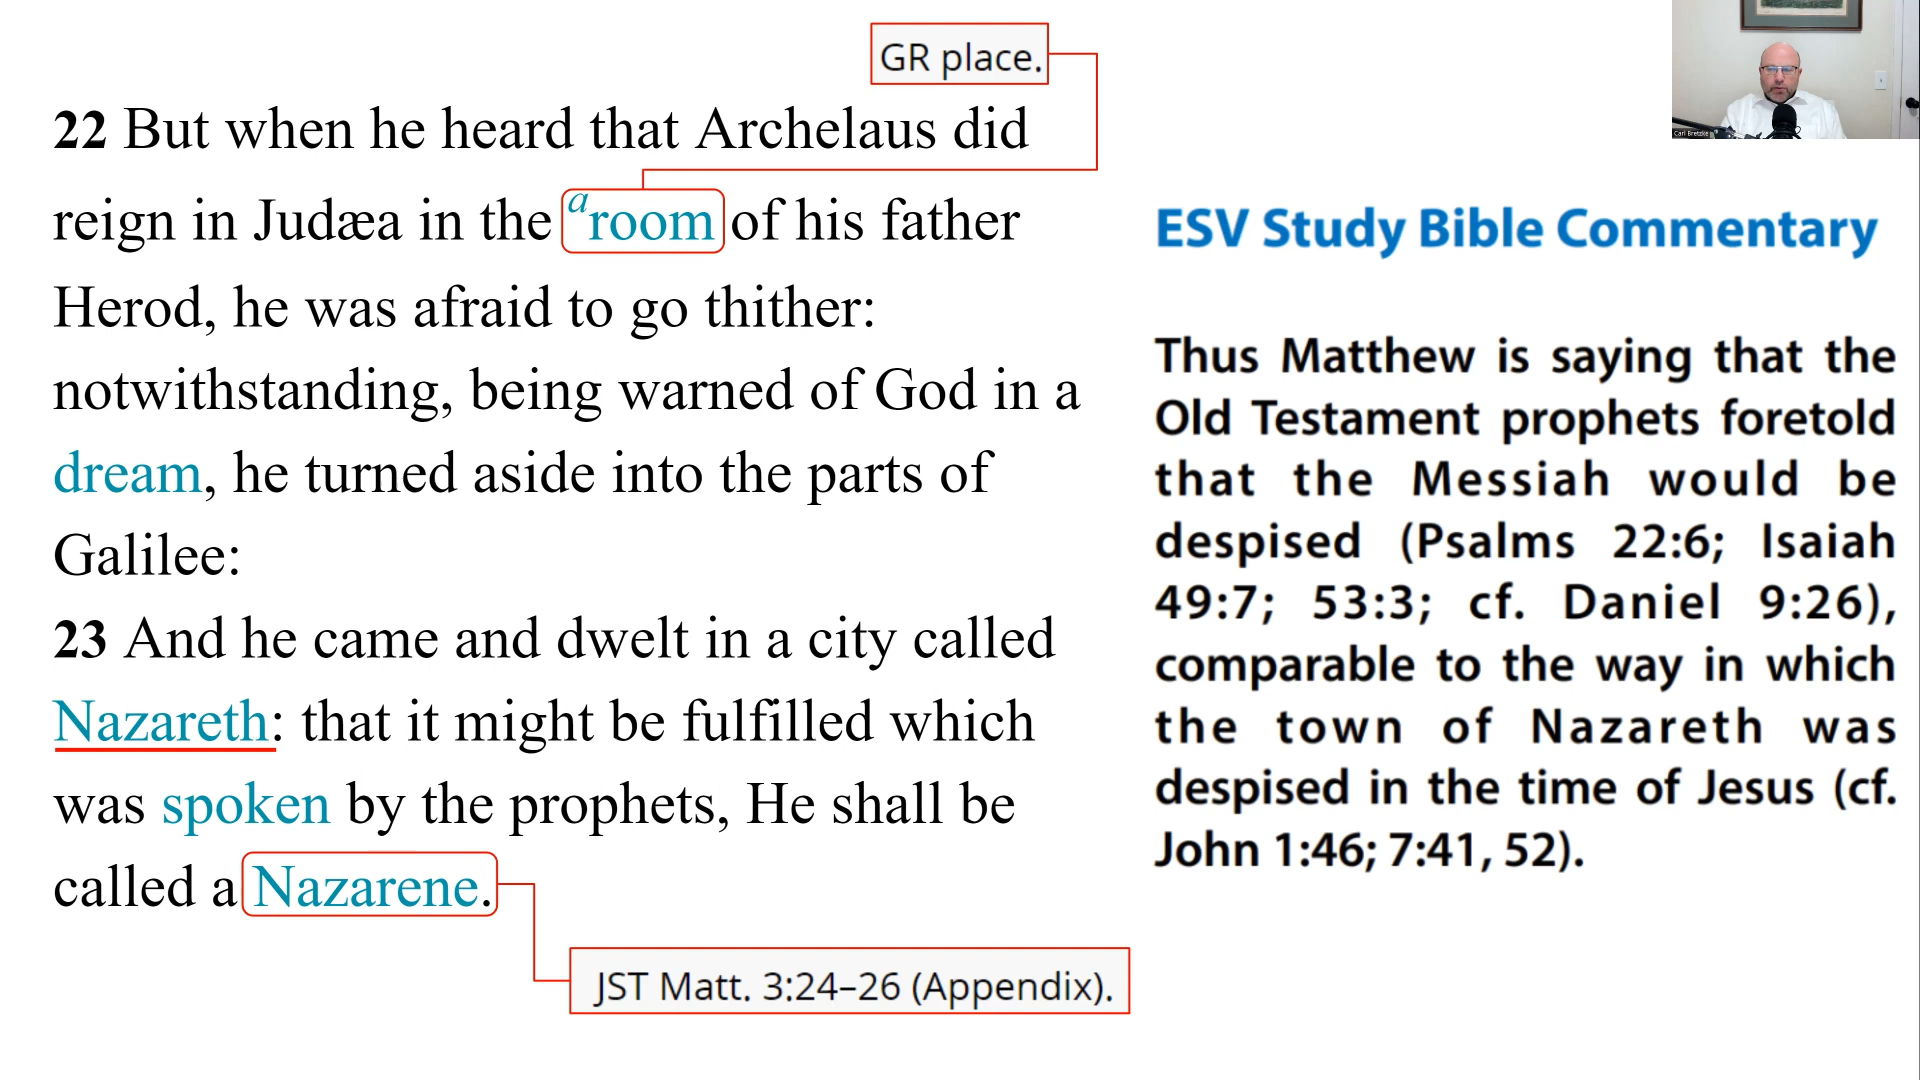 GR place.
22 But when he heard that Archelaus did
reign in Judæa in the aroom of his father
Herod, he was afraid to go thither:
notwithstanding, being warned of God in a
dream, he turned aside into the parts of
Galilee:
23 And he came and dwelt in a city called
Nazareth: that it might be fulfilled which
was spoken by the prophets, He shall be
called a Nazarene.
JST Matt. 3:24–26 (Appendix).
ESV Study Bible Commentary
Thus Matthew is saying that the
Old Testament prophets foretold
that the Messiah would be
despised (Psalms 22:6; Isaiah
49:7; 53:3; cf. Daniel 9:26),
comparable to the way in which
the town of Nazareth was
despised in the time of Jesus (cf.
John 1:46; 7:41, 52).
Carl Bretzke